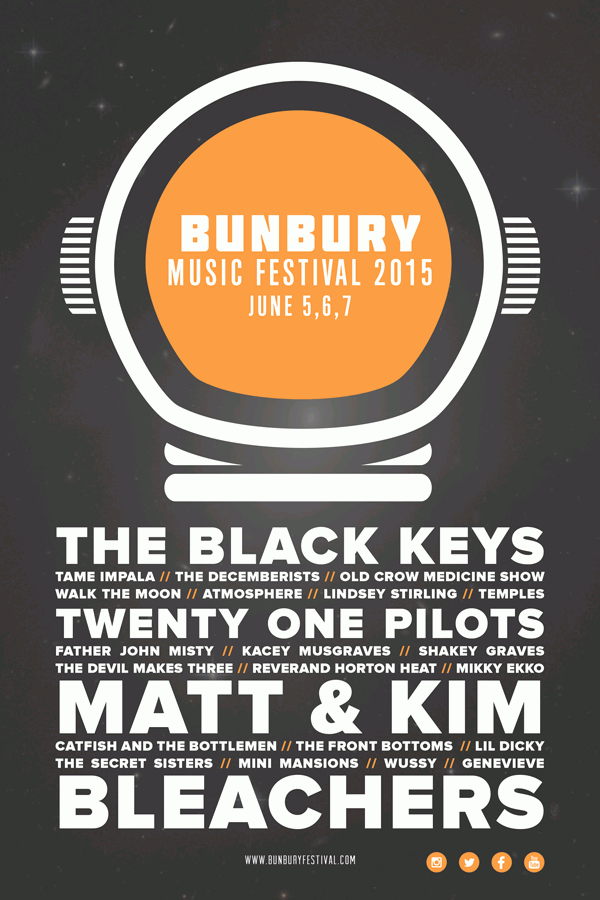 BUNBURY
MUSIC FESTIVAL 2015
JUNE 5,6,7
THE BLACK KEYS
TAME IMPALA // THE DECEMBERISTS // OLD CROW MEDICINE SHOW
WALK THE MOON // ATMOSPHERE // LINDSEY STIRLING // TEMPLES
TWENTY ONE PILOTS
FATHER JOHN MISTY // KACEY MUSGRAVES // SHAKEY GRAVES
THE DEVIL MAKES THREE // REVERAND HORTON HEAT // MIKKY EKKO
MATT & KIM
CATFISH AND THE BOTTLEMEN // THE FRONT BOTTOMS // LIL DICKY
THE SECRET SISTERS // MINI MANSIONS // WUSSY // GENEVIEVE
BLEACHERS
WWW.BUNBURYFESTIVAL.COM
You Tube